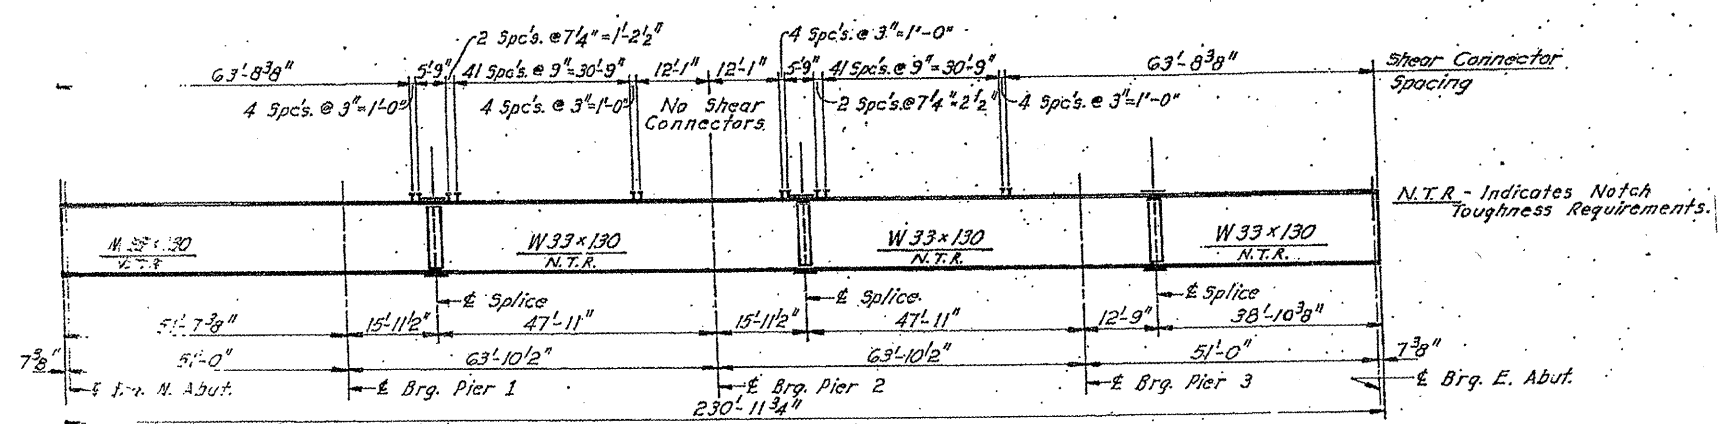 2 Spc's. @ 7¼" = 1'-2½"
4 Spc's. @ 3" = 1'-0"
63'-8⅜"
5'-9"
41 Spc's. @ 9" = 30'-9"
12'-1"
12'-1"
5'-9"
41 Spc's. @ 9" = 30'-9"
63'-8⅜"
Shear Connector
Spacing
4 Spc's. @ 3" = 1'-0"
4 Spc's. @ 3" = 1'-0"
No Shear
Connectors
2 Spc's. @ 7¼" = 2½"
4 Spc's. @ 3" = 1'-0"
N.T.R - Indicates Notch
Toughness Requirements.
130
W 33 x 130
N.T.R.
W 33 x 130
N.T.R.
W 33 x 130
N.T.R.
℄ Splice
℄ Splice
℄ Splice
51'-7⅜"
15'-11½"
47'-11"
15'-11½"
47'-11"
12'-9"
38'-10⅜"
7⅜"
51'-0"
63'-10½"
63'-10½"
51'-0"
7⅜"
N. Abut.
℄ Brg. Pier 1
℄ Brg. Pier 2
℄ Brg. Pier 3
℄ Brg. E. Abut.
230'-11¾"